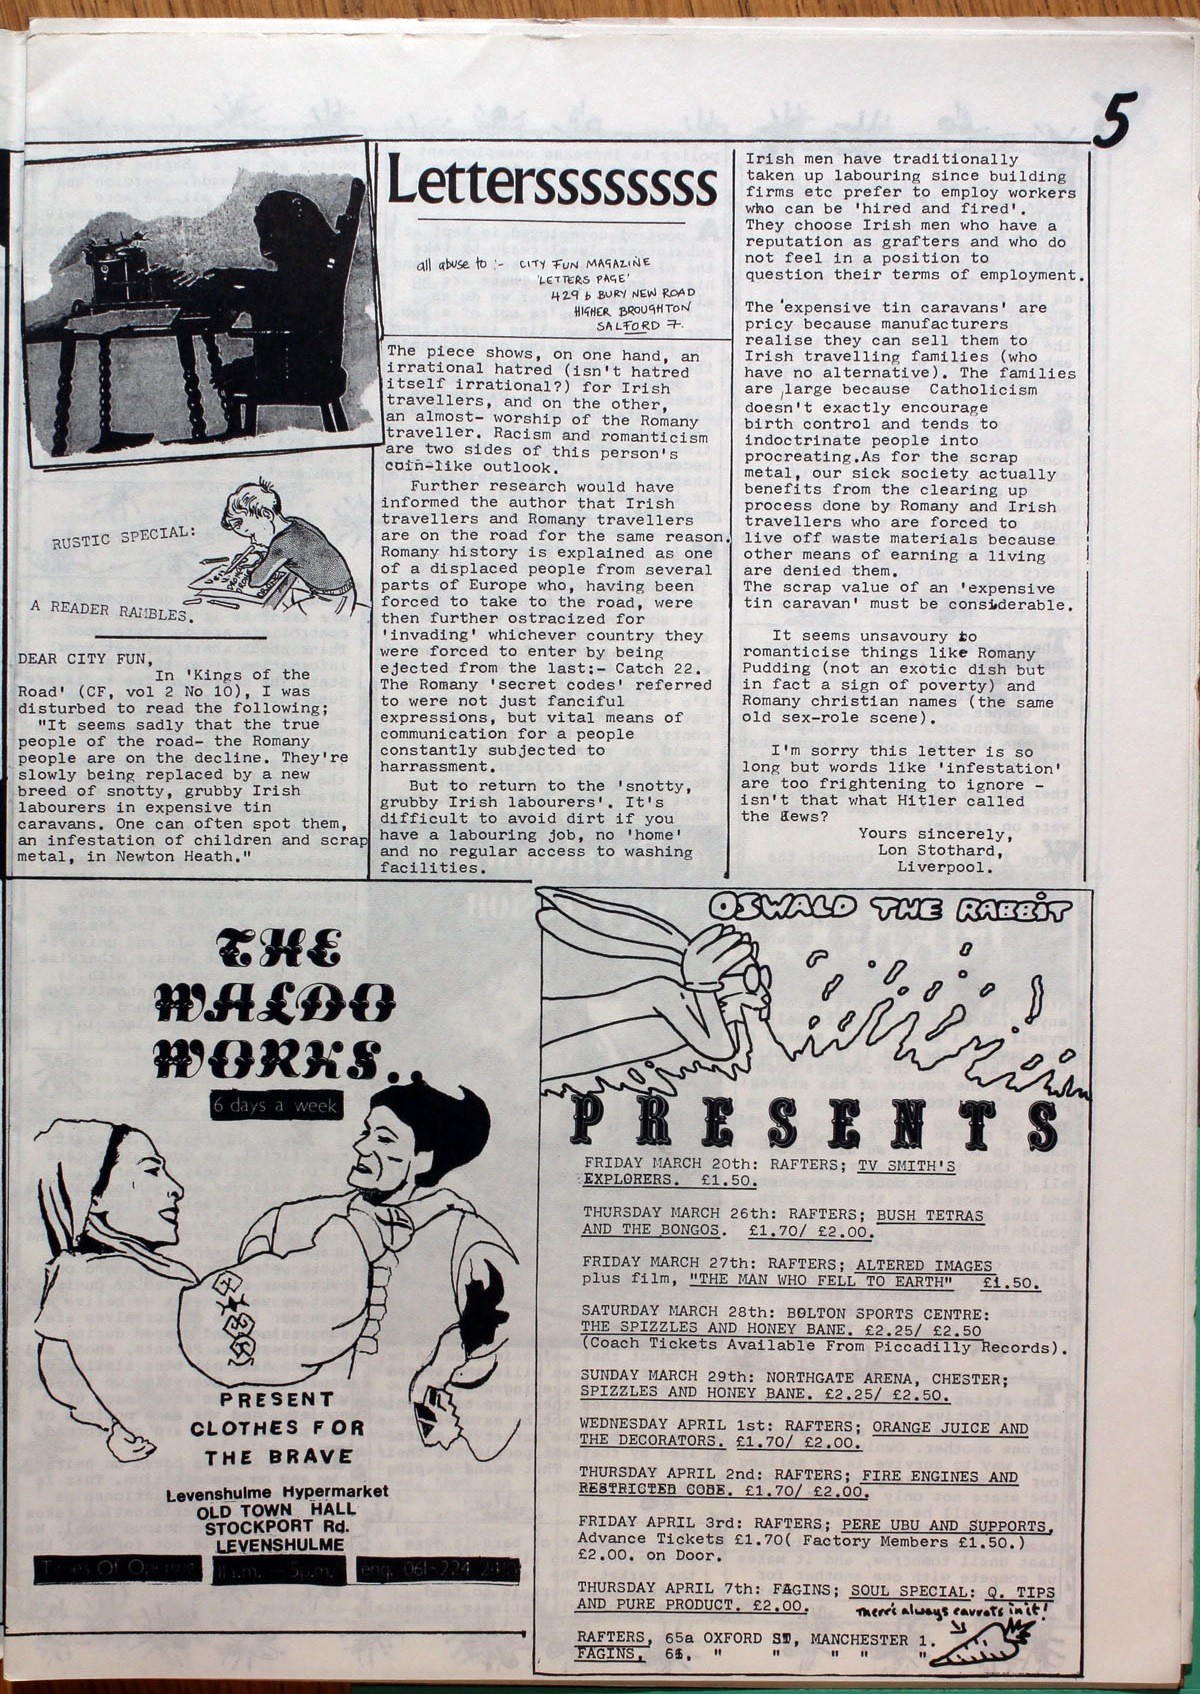 5
Letterssssssss
all abuse to :- CITY FUN MAGAZINE
'LETTERS PAGE'
429 b BURY NEW ROAD
HIGHER BROUGHTON
SALFORD 7.
RUSTIC SPECIAL:
A READER RAMBLES.
DEAR CITY FUN,
In 'Kings of the
Road' (CF, vol 2 No 10), I was
disturbed to read the following;
"It seems sadly that the true
people of the road- the Romany
people are on the decline. They're
slowly being replaced by a new
breed of snotty, grubby Irish
labourers in expensive tin
caravans. One can often spot them,
an infestation of children and scrap
metal, in Newton Heath."
The piece shows, on one hand, an
irrational hatred (isn't hatred
itself irrational?) for Irish
travellers, and on the other,
an almost- worship of the Romany
traveller. Racism and romanticism
are two sides of this person's
coin-like outlook.
Further research would have
informed the author that Irish
travellers and Romany travellers
are on the road for the same reason.
Romany history is explained as one
of a displaced people from several
parts of Europe who, having been
forced to take to the road, were
then further ostracized for
'invading' whichever country they
were forced to enter by being
ejected from the last:- Catch 22.
The Romany 'secret codes' referred
to were not just fanciful
expressions, but vital means of
communication for a people
constantly subjected to
harrassment.
But to return to the 'snotty,
grubby Irish labourers'. It's
difficult to avoid dirt if you
have a labouring job, no 'home'
and no regular access to washing
facilities.
Irish men have traditionally
taken up labouring since building
firms etc prefer to employ workers
who can be 'hired and fired'.
They choose Irish men who have a
reputation as grafters and who do
not feel in a position to
question their terms of employment.
The 'expensive tin caravans' are
pricy because manufacturers
realise they can sell them to
Irish travelling families (who
have no alternative). The families
are large because Catholicism
doesn't exactly encourage
birth control and tends to
indoctrinate people into
procreating.As for the scrap
metal, our sick society actually
benefits from the clearing up
process done by Romany and Irish
travellers who are forced to
live off waste materials because
other means of earning a living
are denied them.
The scrap value of an 'expensive
tin caravan' must be considerable.
It seems unsavoury to
romanticise things like Romany
Pudding (not an exotic dish but
in fact a sign of poverty) and
Romany christian names (the same
old sex-role scene).
I'm sorry this letter is so
long but words like 'infestation'
are too frightening to ignore -
isn't that what Hitler called
the Jews?
Yours sincerely,
Lon Stothard,
Liverpool.
THE
WALDO
WORKS..
6 days a week
PRESENT
CLOTHES FOR
THE BRAVE
Levenshulme Hypermarket
OLD TOWN HALL
STOCKPORT Rd.
LEVENSHULME
Times Of Opening 11a.m. - 5p.m. enq. 061-224
OSWALD THE RABBIT
PRESENTS
FRIDAY MARCH 20th: RAFTERS; TV SMITH'S
EXPLORERS. £1.50.
THURSDAY MARCH 26th: RAFTERS; BUSH TETRAS
AND THE BONGOS. £1.70/ £2.00.
FRIDAY MARCH 27th: RAFTERS; ALTERED IMAGES
plus film, "THE MAN WHO FELL TO EARTH" £1.50.
SATURDAY MARCH 28th: BOLTON SPORTS CENTRE:
THE SPIZZLES AND HONEY BANE. £2.25/ £2.50
(Coach Tickets Available From Piccadilly Records).
SUNDAY MARCH 29th: NORTHGATE ARENA, CHESTER;
SPIZZLES AND HONEY BANE. £2.25/ £2.50.
WEDNESDAY APRIL 1st: RAFTERS; ORANGE JUICE AND
THE DECORATORS. £1.70/ £2.00.
THURSDAY APRIL 2nd: RAFTERS; FIRE ENGINES AND
RESTRICTED CODE. £1.70/ £2.00.
FRIDAY APRIL 3rd: RAFTERS; PERE UBU AND SUPPORTS,
Advance Tickets £1.70( Factory Members £1.50.)
£2.00. on Door.
THURSDAY APRIL 7th: FAGINS; SOUL SPECIAL: Q. TIPS
AND PURE PRODUCT. £2.00.
There's always carrots in it!
RAFTERS, 65a OXFORD ST, MANCHESTER 1.
FAGINS, " " " " "